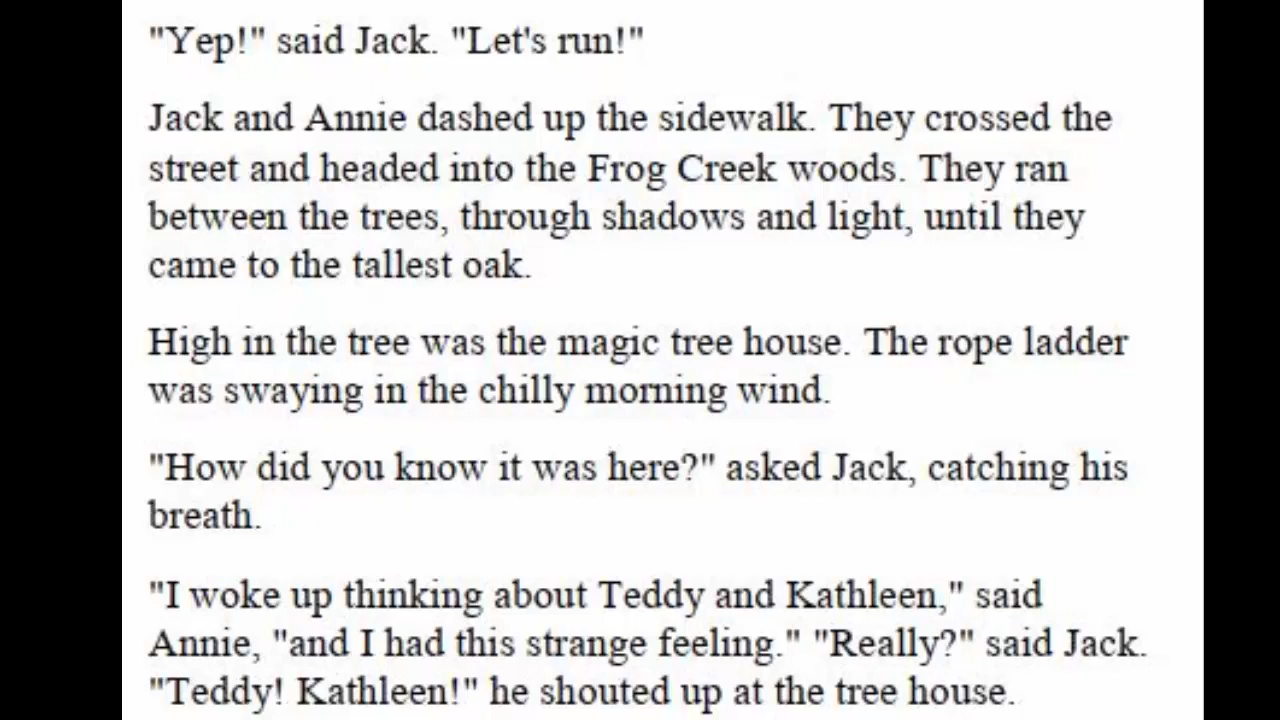 "Yep!" said Jack. "Let's run!"
Jack and Annie dashed up the sidewalk. They crossed the
street and headed into the Frog Creek woods. They ran
between the trees, through shadows and light, until they
came to the tallest oak.
High in the tree was the magic tree house. The rope ladder
was swaying in the chilly morning wind.
"How did you know it was here?" asked Jack, catching his
breath.
"I woke up thinking about Teddy and Kathleen," said
Annie, "and I had this strange feeling." "Really?" said Jack.
"Teddy! Kathleen!" he shouted up at the tree house.